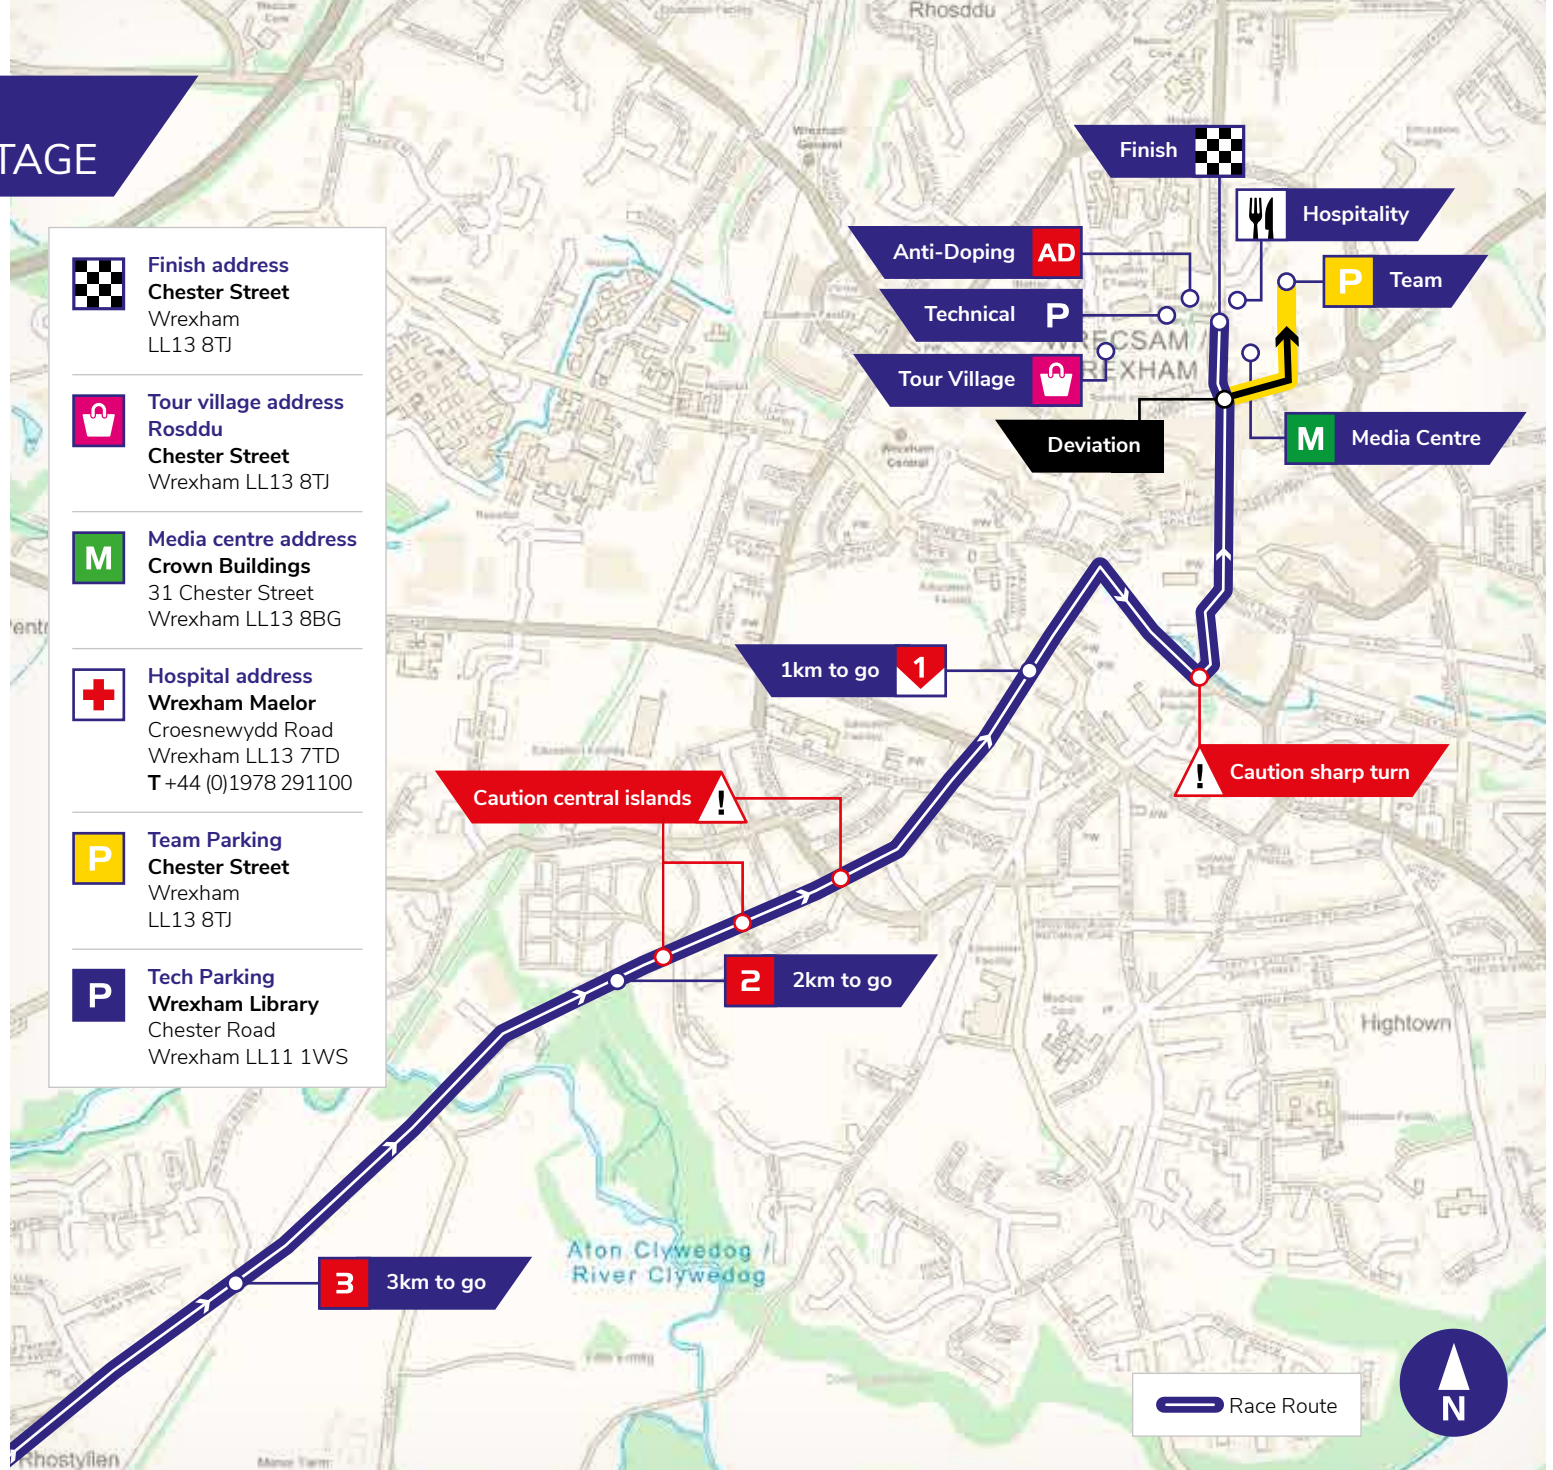 TAGE
Finish address
Chester Street
Wrexham
LL13 8TJ
Tour village address
Rosddu
Chester Street
Wrexham LL13 8TJ
M
Media centre address
Crown Buildings
31 Chester Street
Wrexham LL13 8BG
Hospital address
Wrexham Maelor
Croesnewydd Road
Wrexham LL13 7TD
T +44 (0)1978 291100
P
Team Parking
Chester Street
Wrexham
LL13 8TJ
P
Tech Parking
Wrexham Library
Chester Road
Wrexham LL11 1WS
Rhosddu
Wrexham
General
Finish
Hospitality
Anti-Doping AD
P Team
Technical P
WRECSAM /
REXHAM
Tour Village
Deviation
M Media Centre
Wrexham
Central
1km to go 1
! Caution sharp turn
Caution central islands !
2 2km to go
Hightown
Afon Clywedog /
River Clywedog
3 3km to go
Race Route
N
Rhostyllen